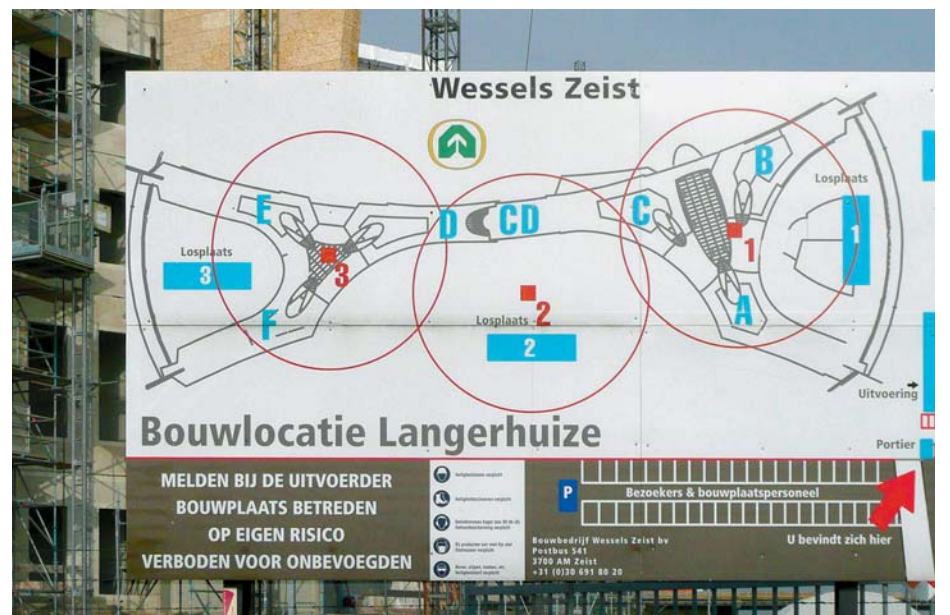 Wessels Zeist
B
Losplaats
E
D
CD
C
1
1
Losplaats
3
3
A
2
Losplaats
F
2
Uitvoering
Bouwlocatie Langerhuize
Portier
MELDEN BIJ DE UITVOERDER
BOUWPLAATS BETREDEN
OP EIGEN RISICO
VERBODEN VOOR ONBEVOEGDEN
P
Bezoekers & bouwplaatspersoneel
U bevindt zich hier
Bouwbedrijf Wessels Zeist bv
Postbus 541
3700 AM Zeist
+31 (0)30 691 80 20